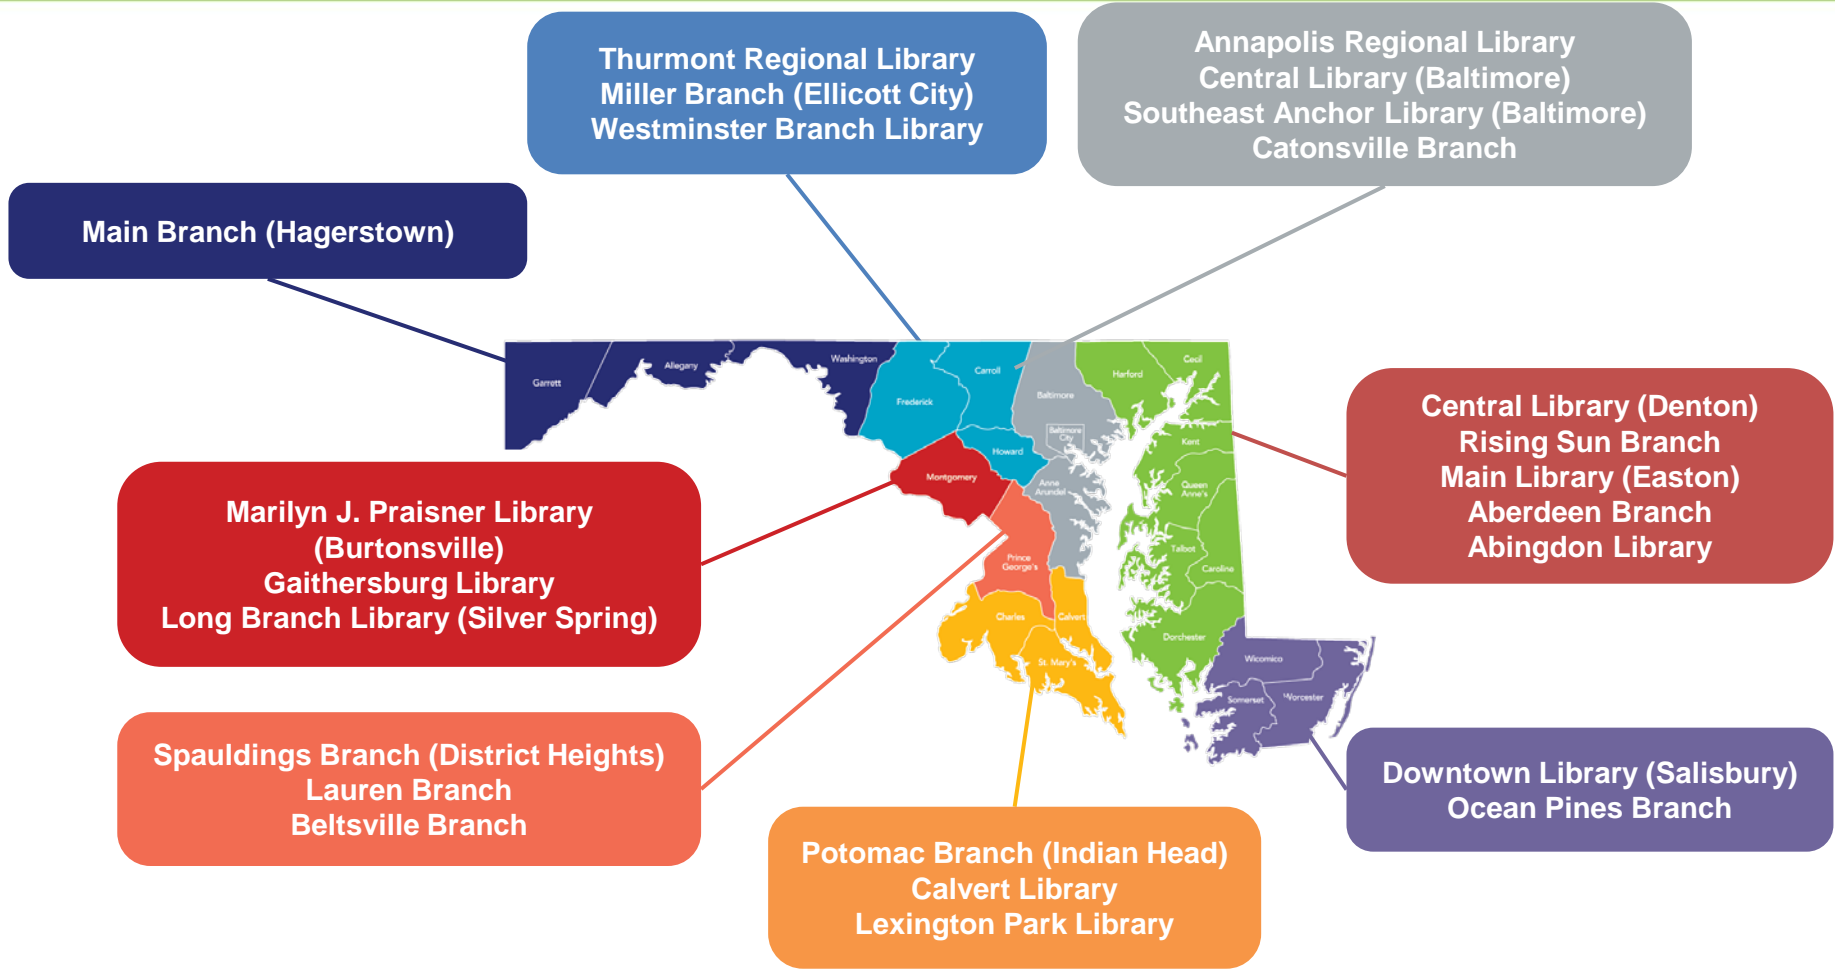 Thurmont Regional Library
Miller Branch (Ellicott City)
Westminster Branch Library
Annapolis Regional Library
Central Library (Baltimore)
Southeast Anchor Library (Baltimore)
Catonsville Branch
Main Branch (Hagerstown)
Garrett
Allegany
Washington
Frederick
Carroll
Baltimore
Baltimore
City
Harford
Cecil
Howard
Montgomery
Anne
Arundel
Kent
Queen
Anne's
Talbot
Caroline
Prince
George's
Charles
Calvert
St. Mary's
Dorchester
Wicomico
Somerset
Worcester
Central Library (Denton)
Rising Sun Branch
Main Library (Easton)
Aberdeen Branch
Abingdon Library
Marilyn J. Praisner Library
(Burtonsville)
Gaithersburg Library
Long Branch Library (Silver Spring)
Spauldings Branch (District Heights)
Lauren Branch
Beltsville Branch
Potomac Branch (Indian Head)
Calvert Library
Lexington Park Library
Downtown Library (Salisbury)
Ocean Pines Branch